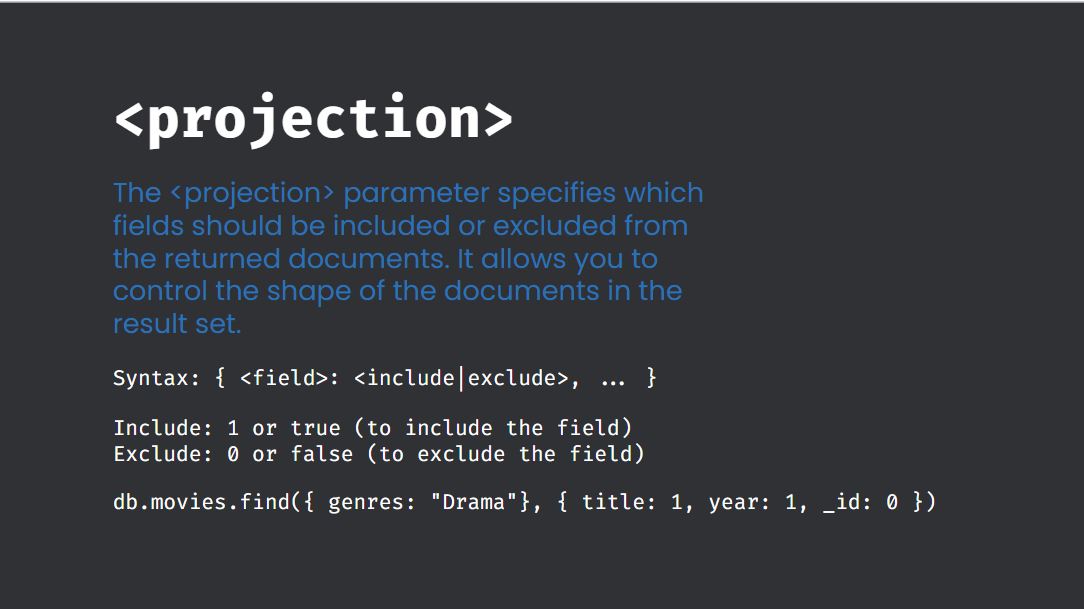 <projection>
The <projection> parameter specifies which
fields should be included or excluded from
the returned documents. It allows you to
control the shape of the documents in the
result set.
Syntax: { <field>: <include|exclude>, ... }
Include: 1 or true (to include the field)
Exclude: 0 or false (to exclude the field)
db.movies.find({ genres: "Drama"}, { title: 1, year: 1, _id: 0 })